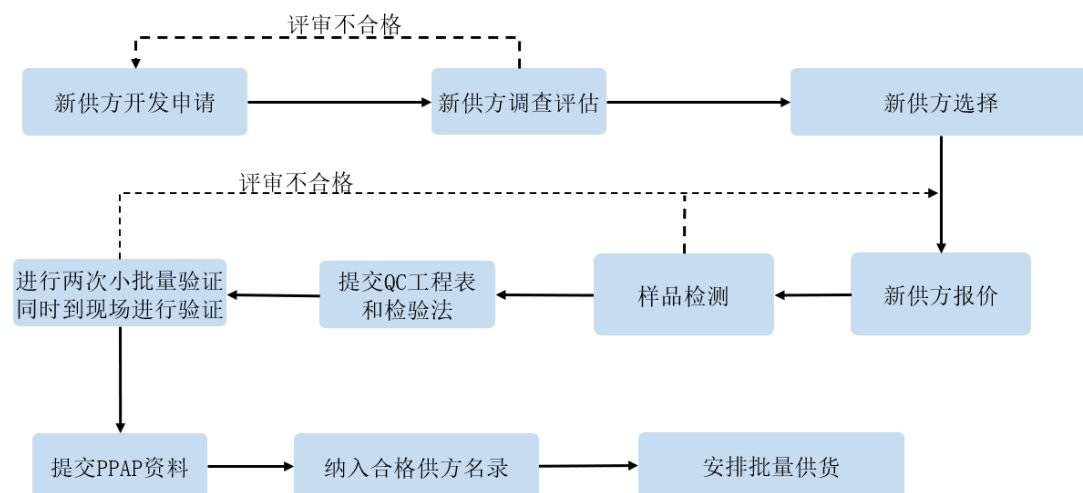 评审不合格
新供方开发申请
新供方调查评估
新供方选择
评审不合格
进行两次小批量验证
同时到现场进行验证
提交QC工程表
和检验法
样品检测
新供方报价
提交PPAP资料
纳入合格供方名录
安排批量供货